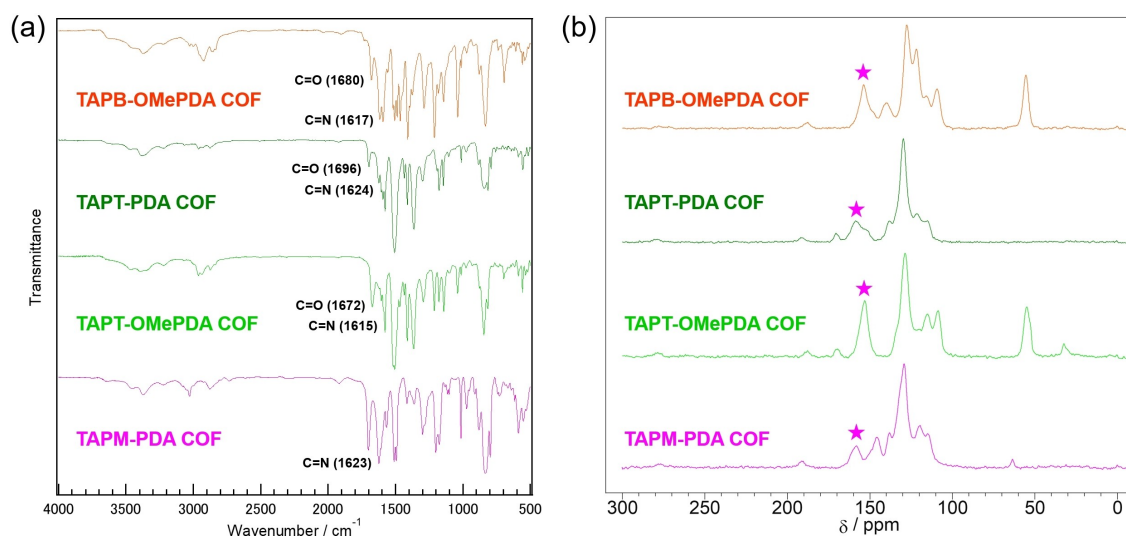 (a)
C=O (1680)
TAPB-OMePDA COF
C=N (1617)
C=O (1696)
TAPT-PDA COF
C=N (1624)
C=O (1672)
TAPT-OMePDA COF
C=N (1615)
TAPM-PDA COF
C=N (1623)
Transmittance
4000 3500 3000 2500 2000 1500 1000 500
Wavenumber / cm⁻¹
(b)
TAPB-OMePDA COF
TAPT-PDA COF
TAPT-OMePDA COF
TAPM-PDA COF
300 250 200 150 100 50 0
δ / ppm